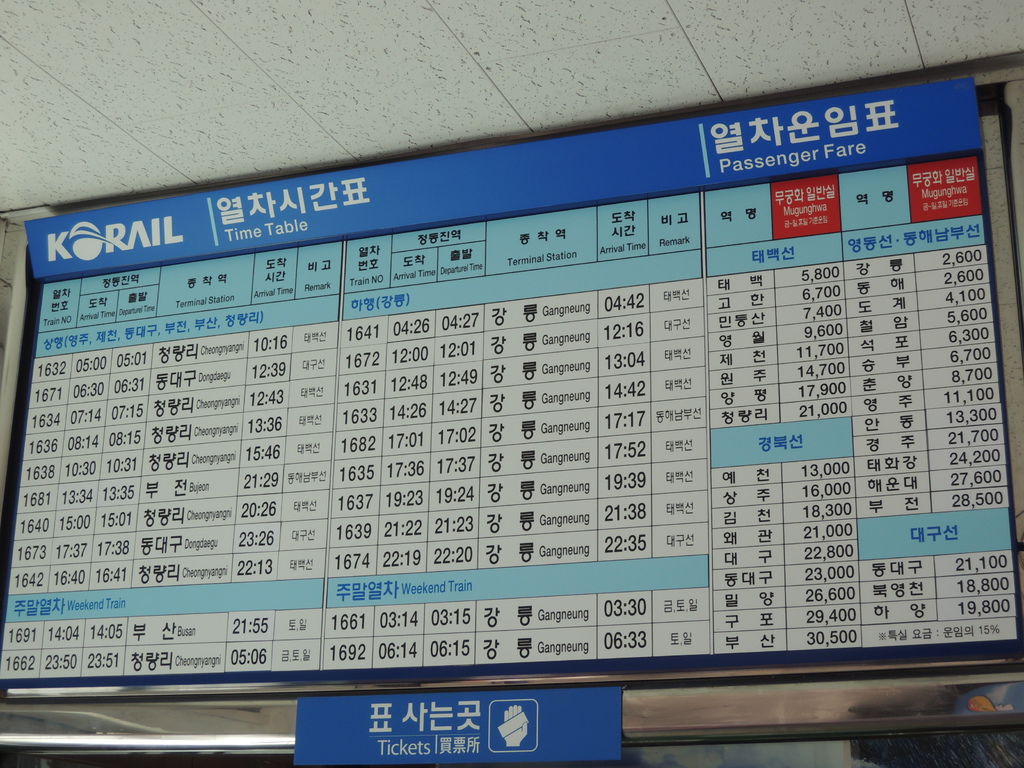 KORAIL
열차시간표
Time Table
열차운임표
Passenger Fare
열차 번호 Train NO
정동진역
도착 Arrival Time
출발 Departurel Time
종 착 역 Terminal Station
도착 시간 Arrival Time
비 고 Remark
상행(영주, 제천, 동대구, 부전, 부산, 청량리)
1632 05:00 05:01 청량리 Cheongnyangni 10:16 태백선
1671 06:30 06:31 동대구 Dongdaegu 12:39 대구선
1634 07:14 07:15 청량리 Cheongnyangni 12:43 태백선
1636 08:14 08:15 청량리 Cheongnyangni 13:36 태백선
1638 10:30 10:31 청량리 Cheongnyangni 15:46 태백선
1681 13:34 13:35 부 전 Bujeon 21:29 동해남부선
1640 15:00 15:01 청량리 Cheongnyangni 20:26 태백선
1673 17:37 17:38 동대구 Dongdaegu 23:26 대구선
1642 16:40 16:41 청량리 Cheongnyangni 22:13 태백선
주말열차 Weekend Train
1691 14:04 14:05 부 산 Busan 21:55 토,일
1662 23:50 23:51 청량리 Cheongnyangni 05:06 금,토,일
열차 번호 Train NO
정동진역
도착 Arrival Time
출발 Departurel Time
종 착 역 Terminal Station
도착 시간 Arrival Time
비 고 Remark
하행(강릉)
1641 04:26 04:27 강 릉 Gangneung 04:42 태백선
1672 12:00 12:01 강 릉 Gangneung 12:16 대구선
1631 12:48 12:49 강 릉 Gangneung 13:04 태백선
1633 14:26 14:27 강 릉 Gangneung 14:42 태백선
1682 17:01 17:02 강 릉 Gangneung 17:17 동해남부선
1635 17:36 17:37 강 릉 Gangneung 17:52 태백선
1637 19:23 19:24 강 릉 Gangneung 19:39 태백선
1639 21:22 21:23 강 릉 Gangneung 21:38 태백선
1674 22:19 22:20 강 릉 Gangneung 22:35 대구선
주말열차 Weekend Train
1661 03:14 03:15 강 릉 Gangneung 03:30 금,토,일
1692 06:14 06:15 강 릉 Gangneung 06:33 토,일
역 명
무궁화 일반실
Mugunghwa
금~일,휴일 기준운임
태백선
태 백 5,800
고 한 6,700
민둥산 7,400
영 월 9,600
제 천 11,700
원 주 14,700
양 평 17,900
청량리 21,000
경북선
예 천 13,000
상 주 16,000
김 천 18,300
왜 관 21,000
대 구 22,800
동대구 23,000
밀 양 26,600
구 포 29,400
부 산 30,500
역 명
무궁화 일반실
Mugunghwa
금~일,휴일 기준운임
영동선·동해남부선
강 릉 2,600
동 해 2,600
도 계 4,100
철 암 5,600
석 포 6,300
승 부 6,700
춘 양 8,700
영 주 11,100
안 동 13,300
경 주 21,700
태화강 24,200
해운대 27,600
부 전 28,500
대구선
동대구 21,100
북영천 18,800
하 양 19,800
※특실 요금 : 운임의 15%
표 사는곳
Tickets 買票所